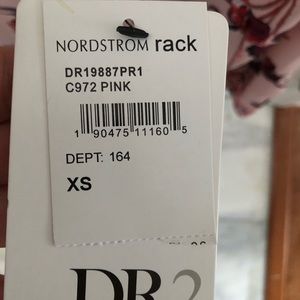 NORDSTROM rack
DR19887PR1
C972 PINK
1 90475 11160 5
DEPT: 164
XS
DR2